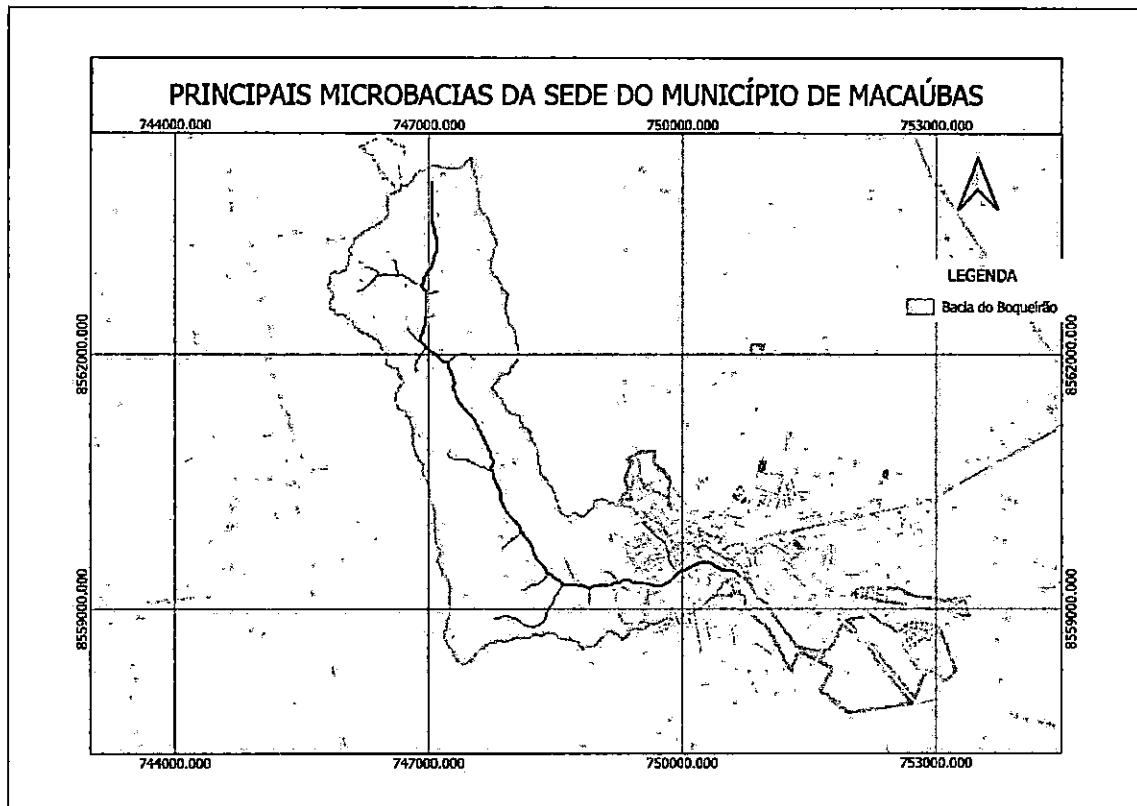 PRINCIPAIS MICROBACIAS DA SEDE DO MUNICÍPIO DE MACAÚBAS
744000.000 747000.000 750000.000 753000.000
LEGENDA
Bacia do Boqueirão
8562000.000 8562000.000
8559000.000 8559000.000
744000.000 747000.000 750000.000 753000.000